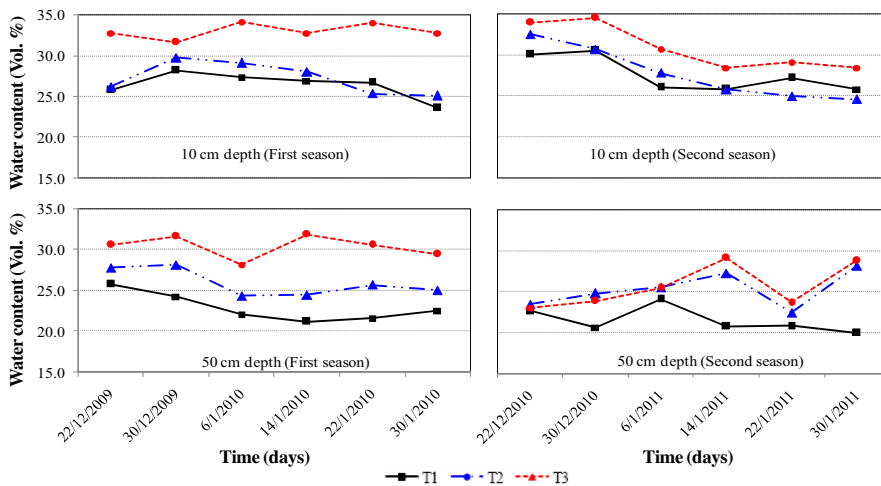 Water content (Vol. %)
35.0
30.0
25.0
20.0
15.0
10 cm depth (First season)
10 cm depth (Second season)
Water content (Vol. %)
35.0
30.0
25.0
20.0
15.0
50 cm depth (First season)
50 cm depth (Second season)
22/12/2009
30/12/2009
6/1/2010
14/1/2010
22/1/2010
30/1/2010
22/12/2010
30/12/2010
6/1/2011
14/1/2011
22/1/2011
30/1/2011
Time (days)
Time (days)
T1 T2 T3